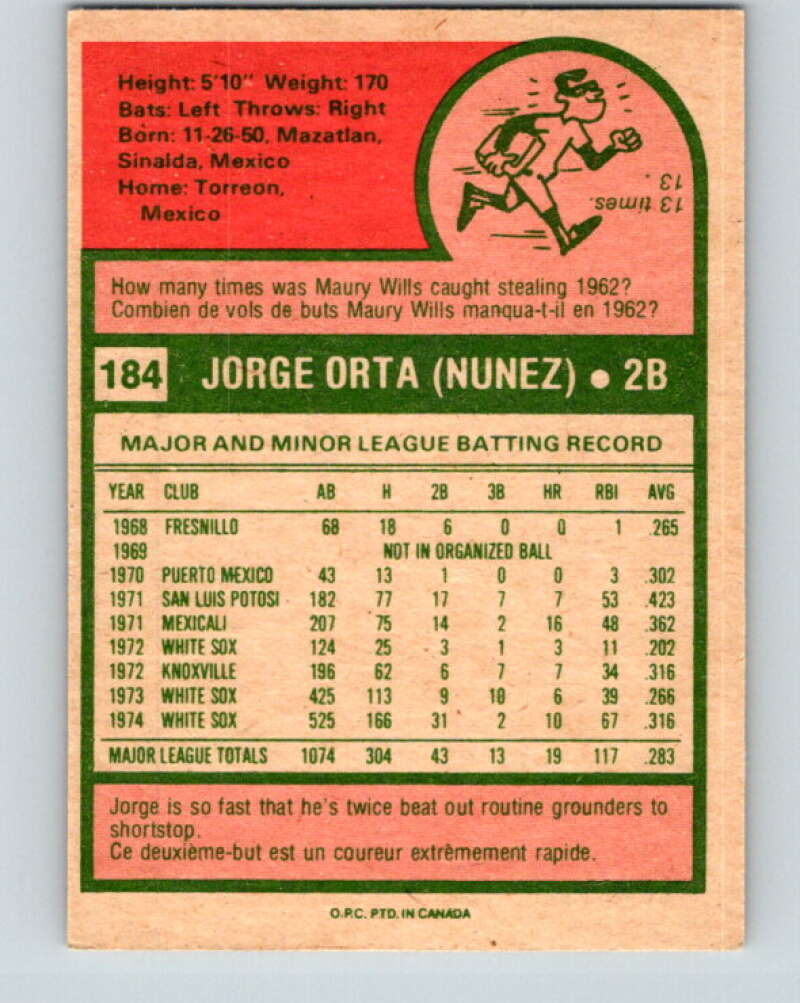 Height: 5'10" Weight: 170
Bats: Left Throws: Right
Born: 11-26-50, Mazatlan,
Sinalda, Mexico
Home: Torreon,
Mexico
13 times.
13.
How many times was Maury Wills caught stealing 1962?
Combien de vols de buts Maury Wills manqua-t-il en 1962?
184 JORGE ORTA (NUNEZ) • 2B
MAJOR AND MINOR LEAGUE BATTING RECORD
YEAR CLUB AB H 2B 3B HR RBI AVG
1968 FRESNILLO 68 18 6 0 0 1 .265
1969 NOT IN ORGANIZED BALL
1970 PUERTO MEXICO 43 13 1 0 0 3 .302
1971 SAN LUIS POTOSI 182 77 17 7 7 53 .423
1971 MEXICALI 207 75 14 2 16 48 .362
1972 WHITE SOX 124 25 3 1 3 11 .202
1972 KNOXVILLE 196 62 6 7 7 34 .316
1973 WHITE SOX 425 113 9 10 6 39 .266
1974 WHITE SOX 525 166 31 2 10 67 .316
MAJOR LEAGUE TOTALS 1074 304 43 13 19 117 .283
Jorge is so fast that he's twice beat out routine grounders to
shortstop.
Ce deuxième-but est un coureur extrêmement rapide.
O.P.C. PTD. IN CANADA